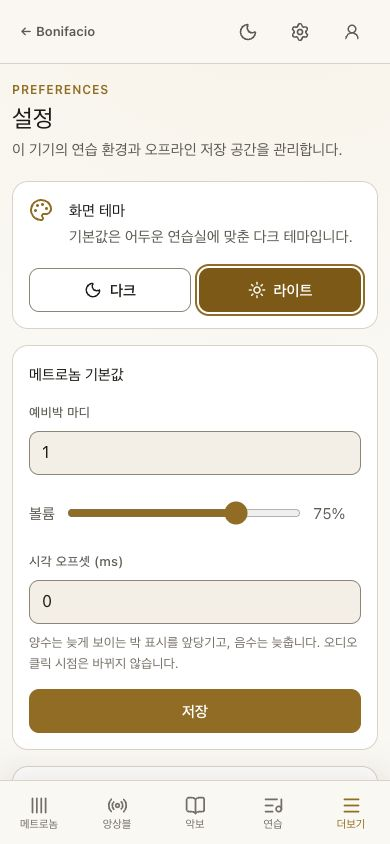 ← Bonifacio
PREFERENCES
설정
이 기기의 연습 환경과 오프라인 저장 공간을 관리합니다.
화면 테마
기본값은 어두운 연습실에 맞춘 다크 테마입니다.
다크
라이트
메트로놈 기본값
예비박 마디
1
볼륨 75%
시각 오프셋 (ms)
0
양수는 늦게 보이는 박 표시를 앞당기고, 음수는 늦춥니다. 오디오
클릭 시점은 바뀌지 않습니다.
저장
메트로놈
앙상블
악보
연습
더보기